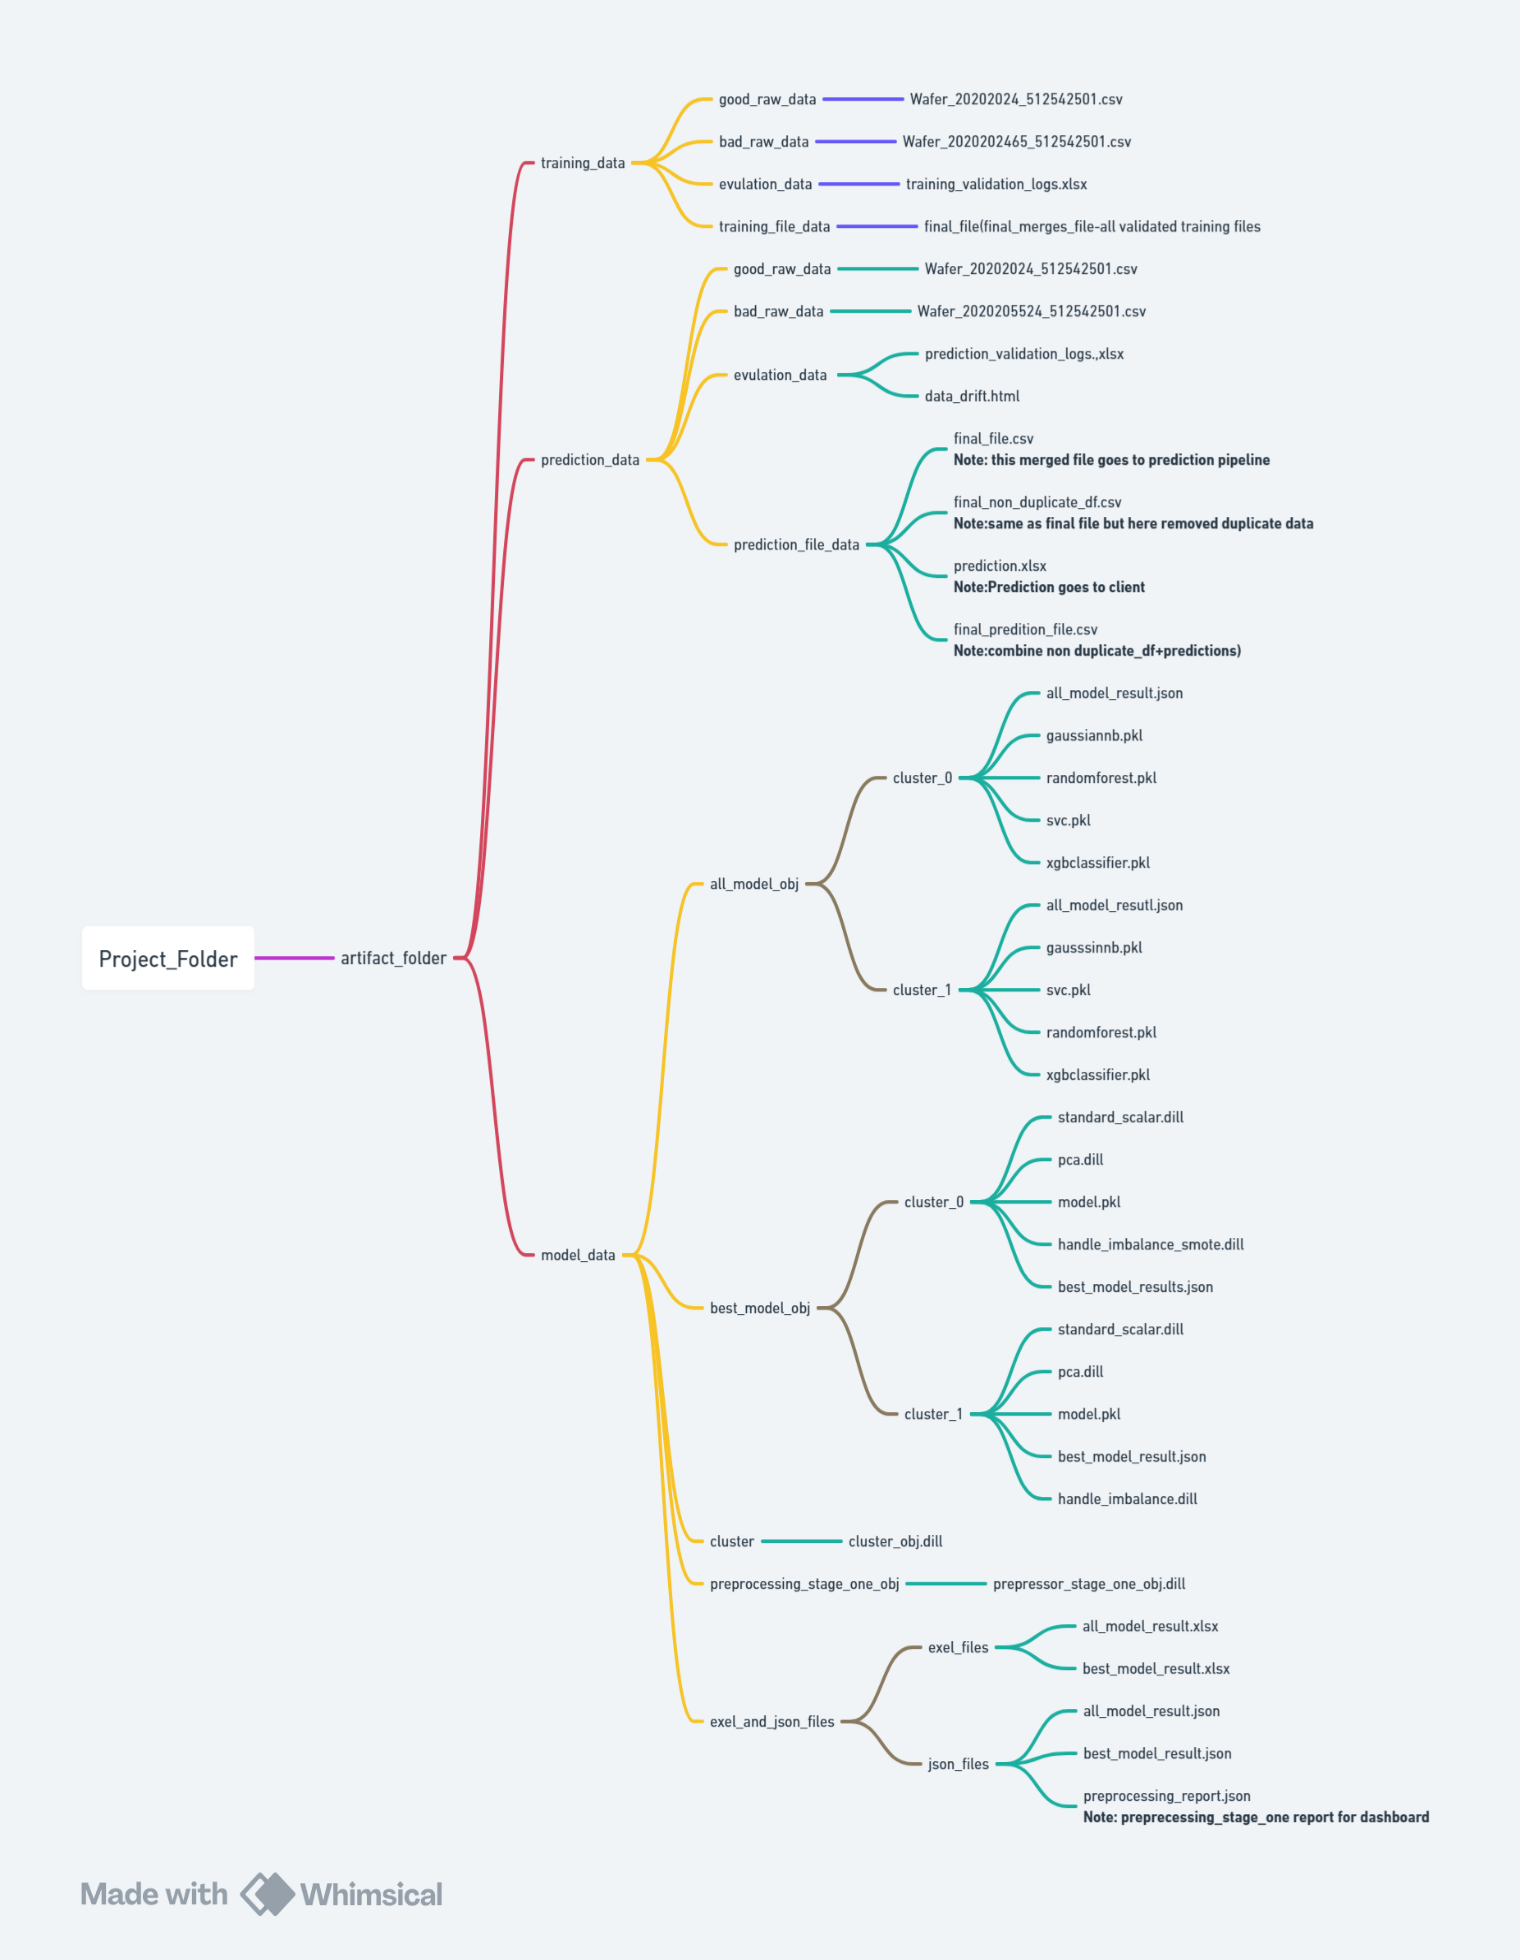 good_raw_data
Wafer_20202024_512542501.csv
bad_raw_data
Wafer_2020202465_512542501.csv
training_data
evulation_data
training_validation_logs.xlsx
training_file_data
final_file(final_merges_file-all validated training files
good_raw_data
Wafer_20202024_512542501.csv
bad_raw_data
Wafer_2020205524_512542501.csv
prediction_validation_logs.,xlsx
evulation_data
data_drift.html
final_file.csv
prediction_data
Note: this merged file goes to prediction pipeline
final_non_duplicate_df.csv
Note:same as final file but here removed duplicate data
prediction_file_data
prediction.xlsx
Note:Prediction goes to client
final_predition_file.csv
Note:combine non duplicate_df+predictions)
all_model_result.json
gaussiannb.pkl
cluster_0
randomforest.pkl
svc.pkl
xgbclassifier.pkl
all_model_obj
all_model_resutl.json
gausssinnb.pkl
Project_Folder
artifact_folder
cluster_1
svc.pkl
randomforest.pkl
xgbclassifier.pkl
standard_scalar.dill
pca.dill
cluster_0
model.pkl
handle_imbalance_smote.dill
model_data
best_model_results.json
best_model_obj
standard_scalar.dill
pca.dill
cluster_1
model.pkl
best_model_result.json
handle_imbalance.dill
cluster
cluster_obj.dill
preprocessing_stage_one_obj
prepressor_stage_one_obj.dill
all_model_result.xlsx
exel_files
best_model_result.xlsx
all_model_result.json
exel_and_json_files
best_model_result.json
json_files
preprocessing_report.json
Note: preprecessing_stage_one report for dashboard
Made with Whimsical